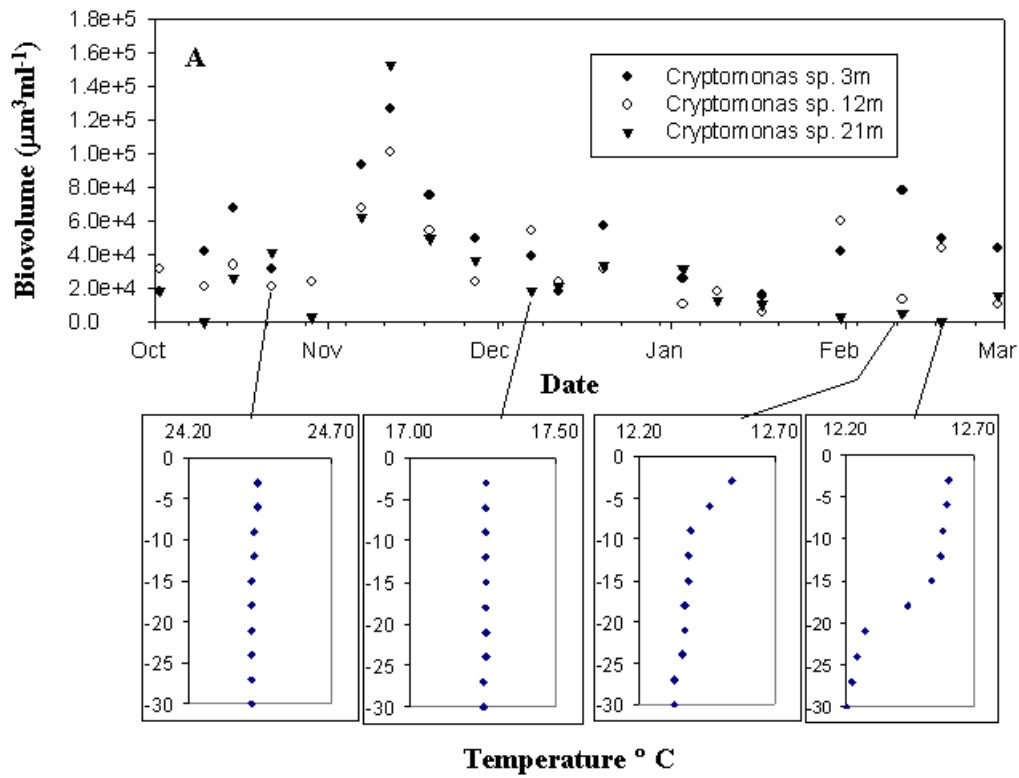 1.8e+5
A
1.6e+5
1.4e+5
1.2e+5
1.0e+5
8.0e+4
6.0e+4
4.0e+4
2.0e+4
0.0
Biovolume (µm³ml⁻¹)
Cryptomonas sp. 3m
Cryptomonas sp. 12m
Cryptomonas sp. 21m
Oct Nov Dec Jan Feb Mar
Date
24.20 24.70
0
-5
-10
-15
-20
-25
-30
17.00 17.50
0
-5
-10
-15
-20
-25
-30
12.20 12.70
0
-5
-10
-15
-20
-25
-30
12.20 12.70
0
-5
-10
-15
-20
-25
-30
Temperature ° C